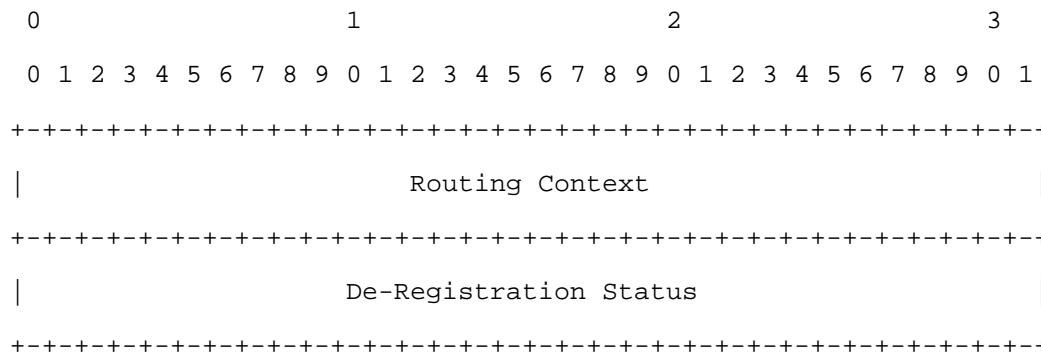 0 1 2 3
0 1 2 3 4 5 6 7 8 9 0 1 2 3 4 5 6 7 8 9 0 1 2 3 4 5 6 7 8 9 0 1
+-+-+-+-+-+-+-+-+-+-+-+-+-+-+-+-+-+-+-+-+-+-+-+-+-+-+-+-+-+-+-+--
| Routing Context |
+-+-+-+-+-+-+-+-+-+-+-+-+-+-+-+-+-+-+-+-+-+-+-+-+-+-+-+-+-+-+-+--
| De-Registration Status |
+-+-+-+-+-+-+-+-+-+-+-+-+-+-+-+-+-+-+-+-+-+-+-+-+-+-+-+-+-+-+-+--